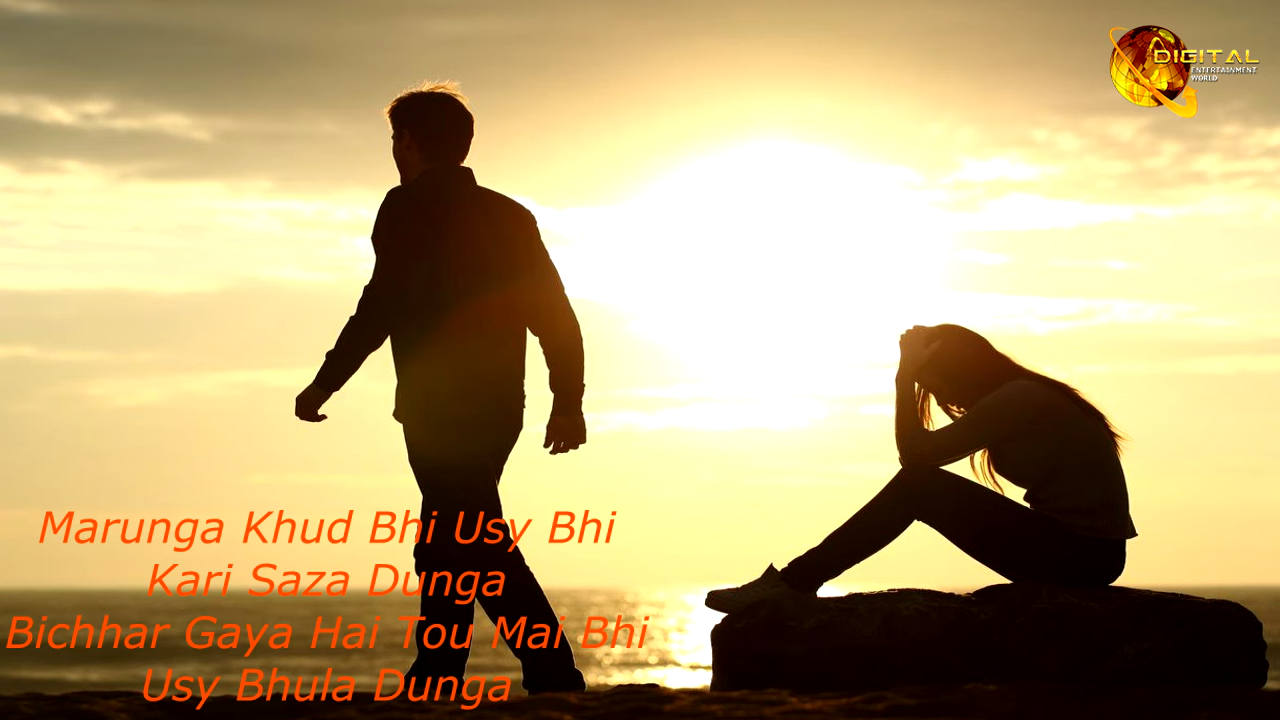 DIGITAL
ENTERTAINMENT
WORLD
Marunga Khud Bhi Usy Bhi
Kari Saza Dunga
Bichhar Gaya Hai Tou Mai Bhi
Usy Bhula Dunga